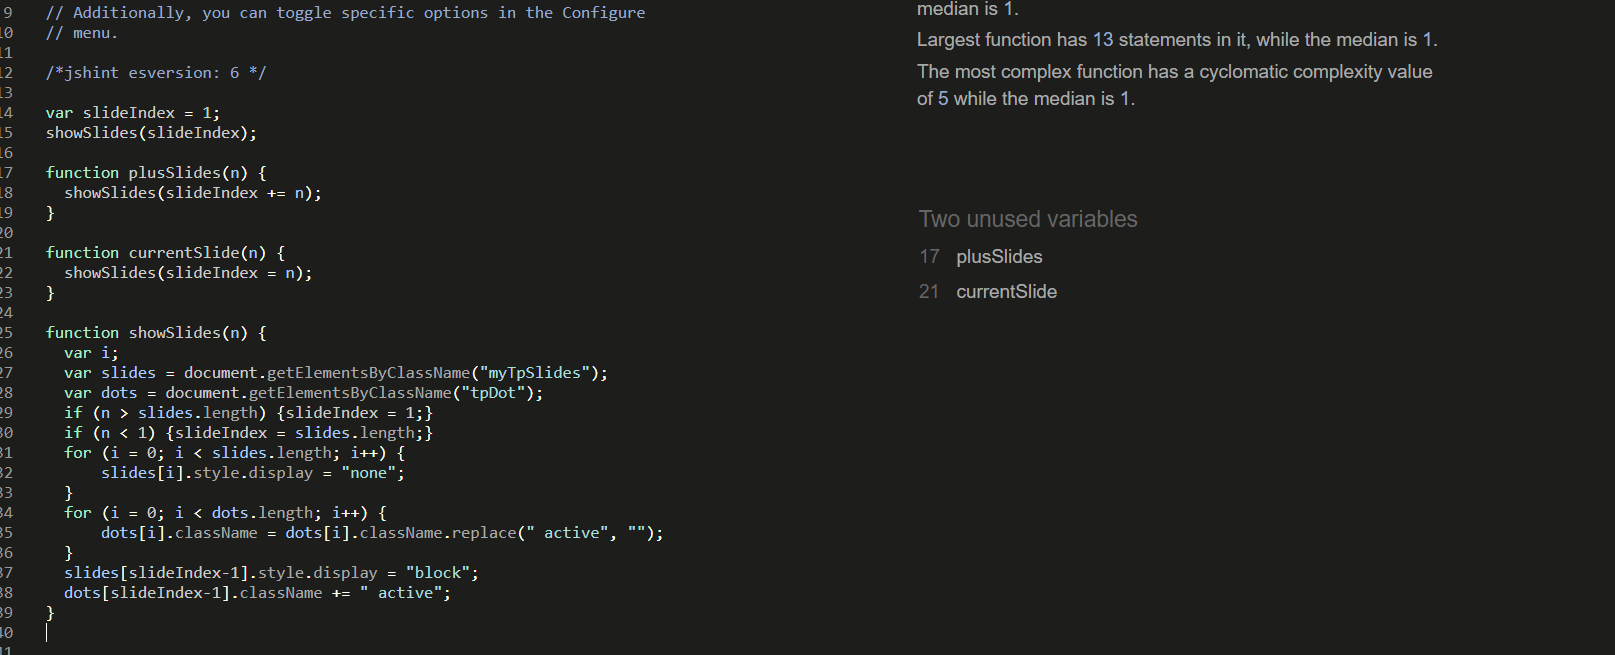 9 // Additionally, you can toggle specific options in the Configure
10 // menu.
11
12 /*jshint esversion: 6 */
13
14 var slideIndex = 1;
15 showSlides(slideIndex);
16
17 function plusSlides(n) {
18 showSlides(slideIndex += n);
19 }
20
21 function currentSlide(n) {
22 showSlides(slideIndex = n);
23 }
24
25 function showSlides(n) {
26 var i;
27 var slides = document.getElementsByClassName("myTpSlides");
28 var dots = document.getElementsByClassName("tpDot");
29 if (n > slides.length) {slideIndex = 1;}
30 if (n < 1) {slideIndex = slides.length;}
31 for (i = 0; i < slides.length; i++) {
32 slides[i].style.display = "none";
33 }
34 for (i = 0; i < dots.length; i++) {
35 dots[i].className = dots[i].className.replace(" active", "");
36 }
37 slides[slideIndex-1].style.display = "block";
38 dots[slideIndex-1].className += " active";
39 }
40
41
median is 1.
Largest function has 13 statements in it, while the median is 1.
The most complex function has a cyclomatic complexity value
of 5 while the median is 1.
Two unused variables
17 plusSlides
21 currentSlide